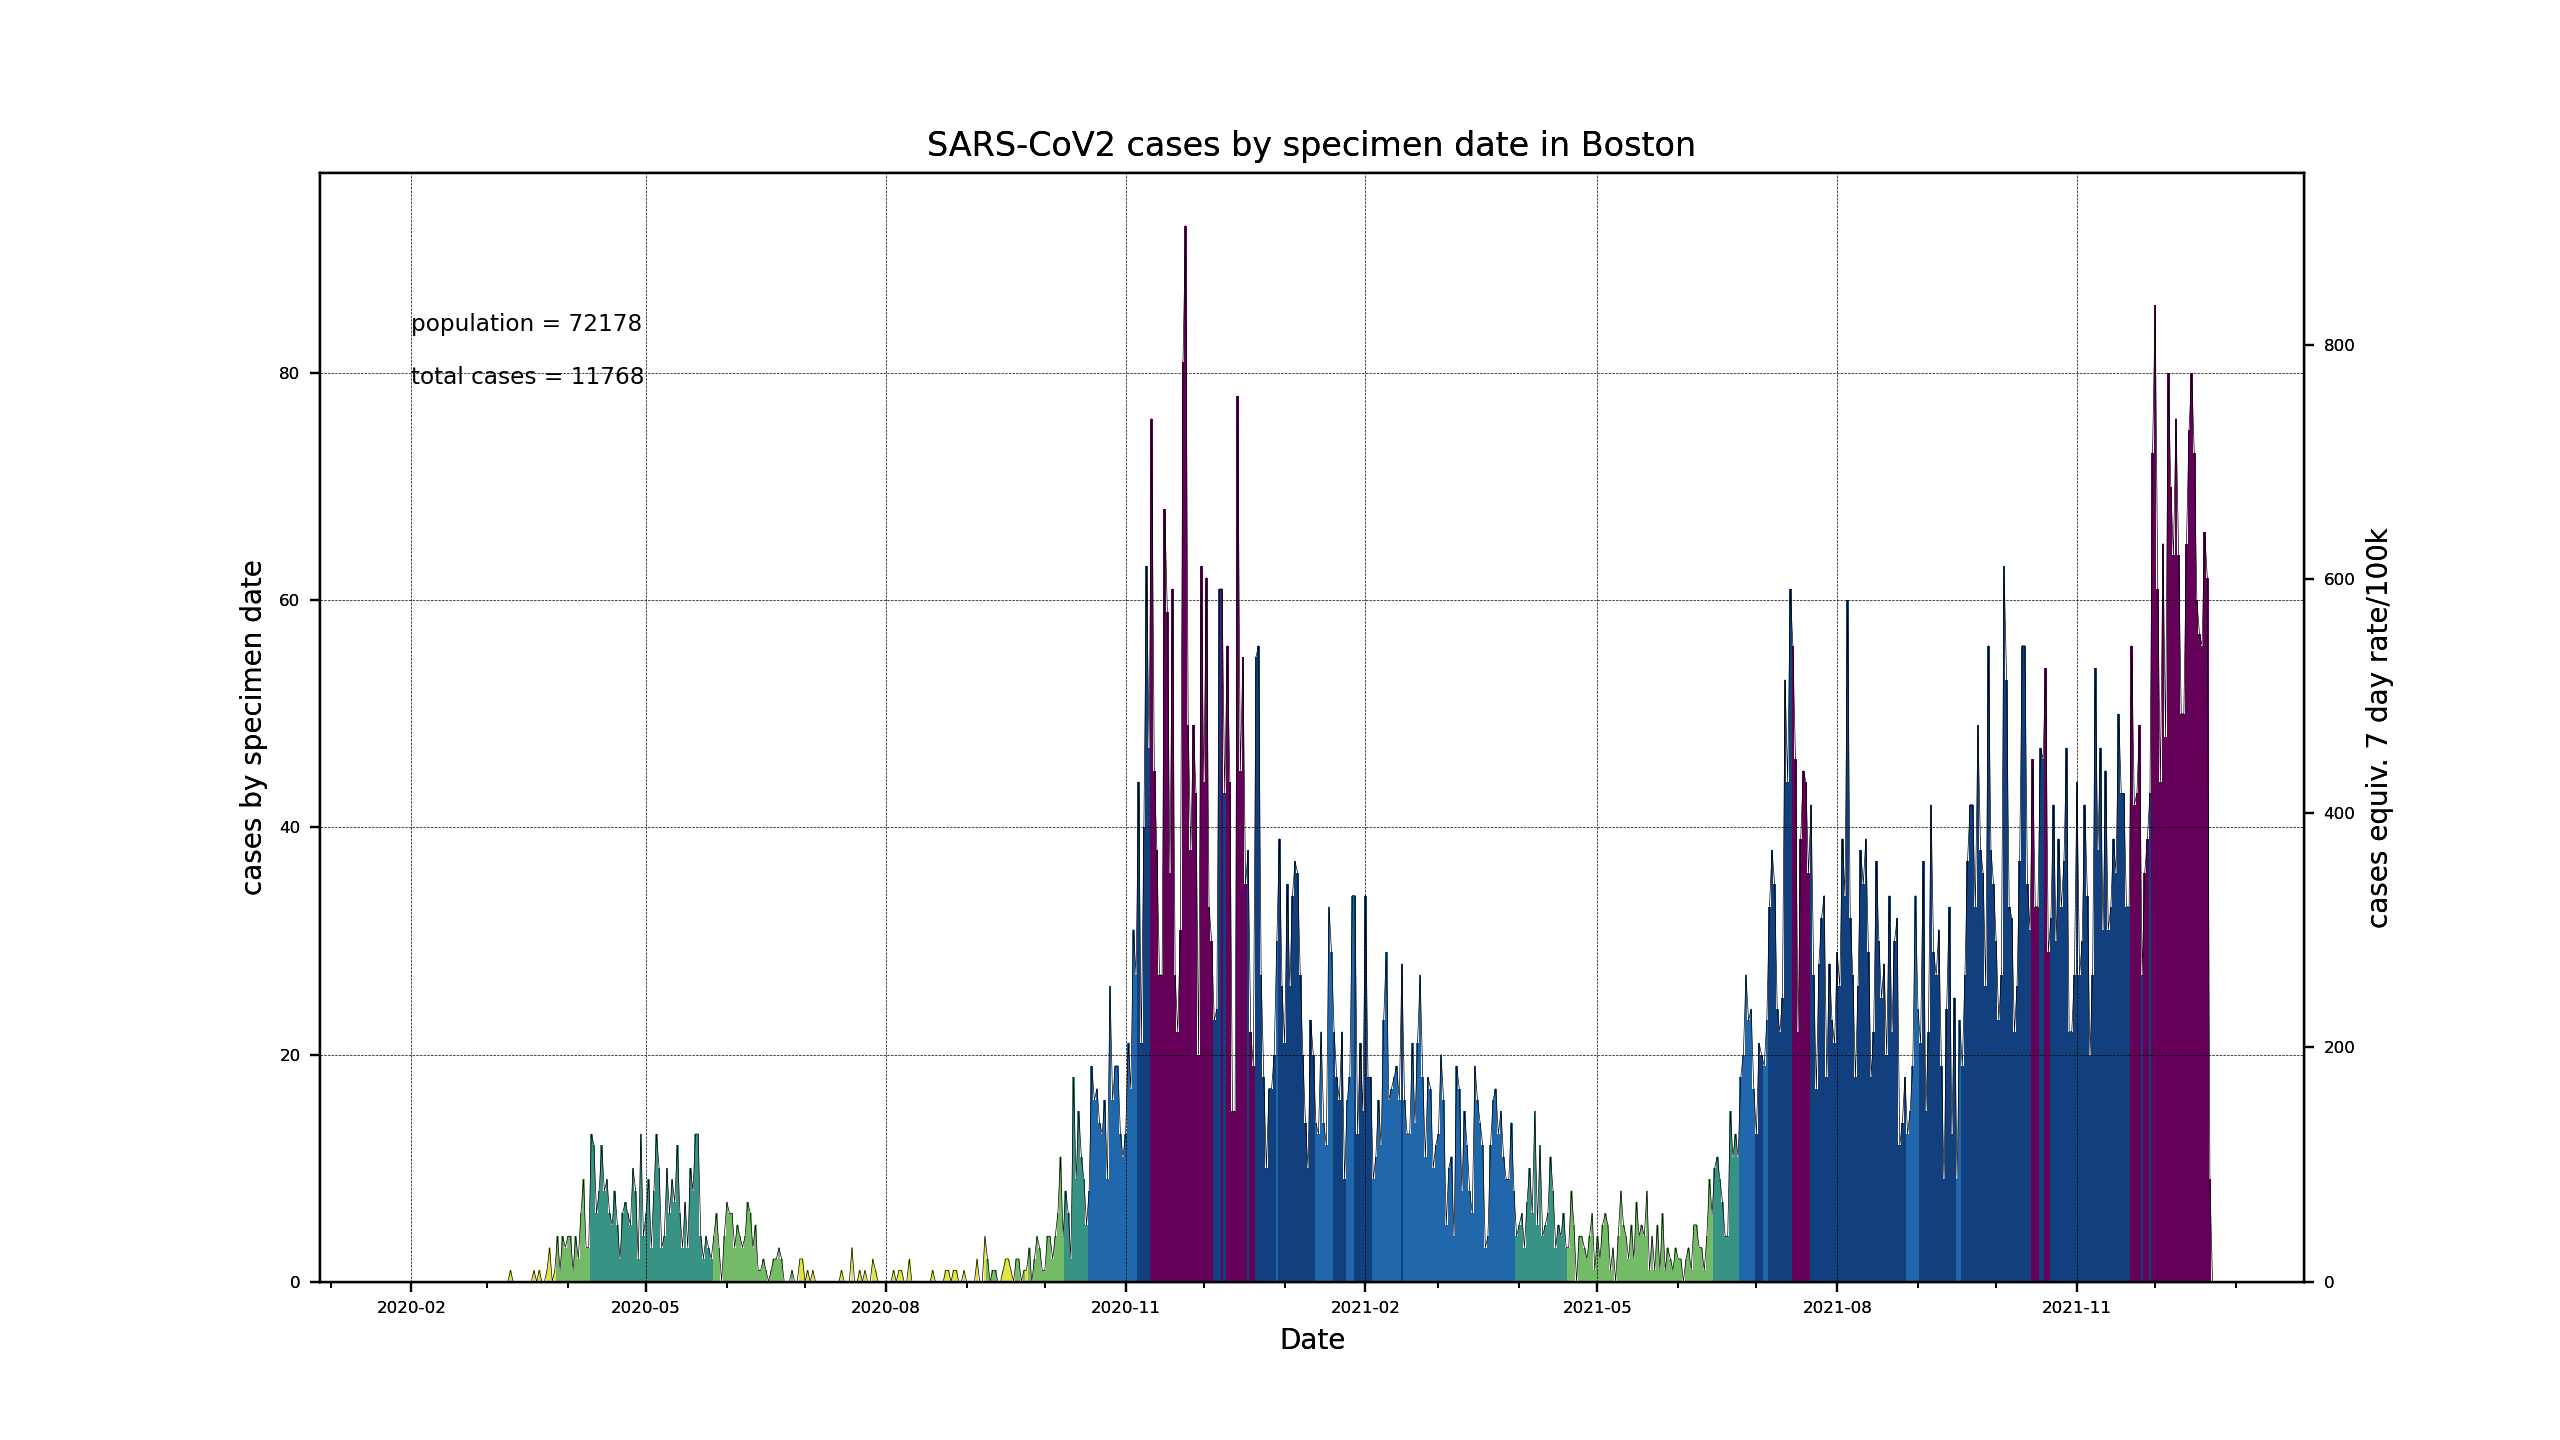 SARS-CoV2 cases by specimen date in Boston
population = 72178
total cases = 11768
cases by specimen date
80
60
40
20
0
800
600
400
200
0
cases equiv. 7 day rate/100k
2020-02 2020-05 2020-08 2020-11 2021-02 2021-05 2021-08 2021-11
Date